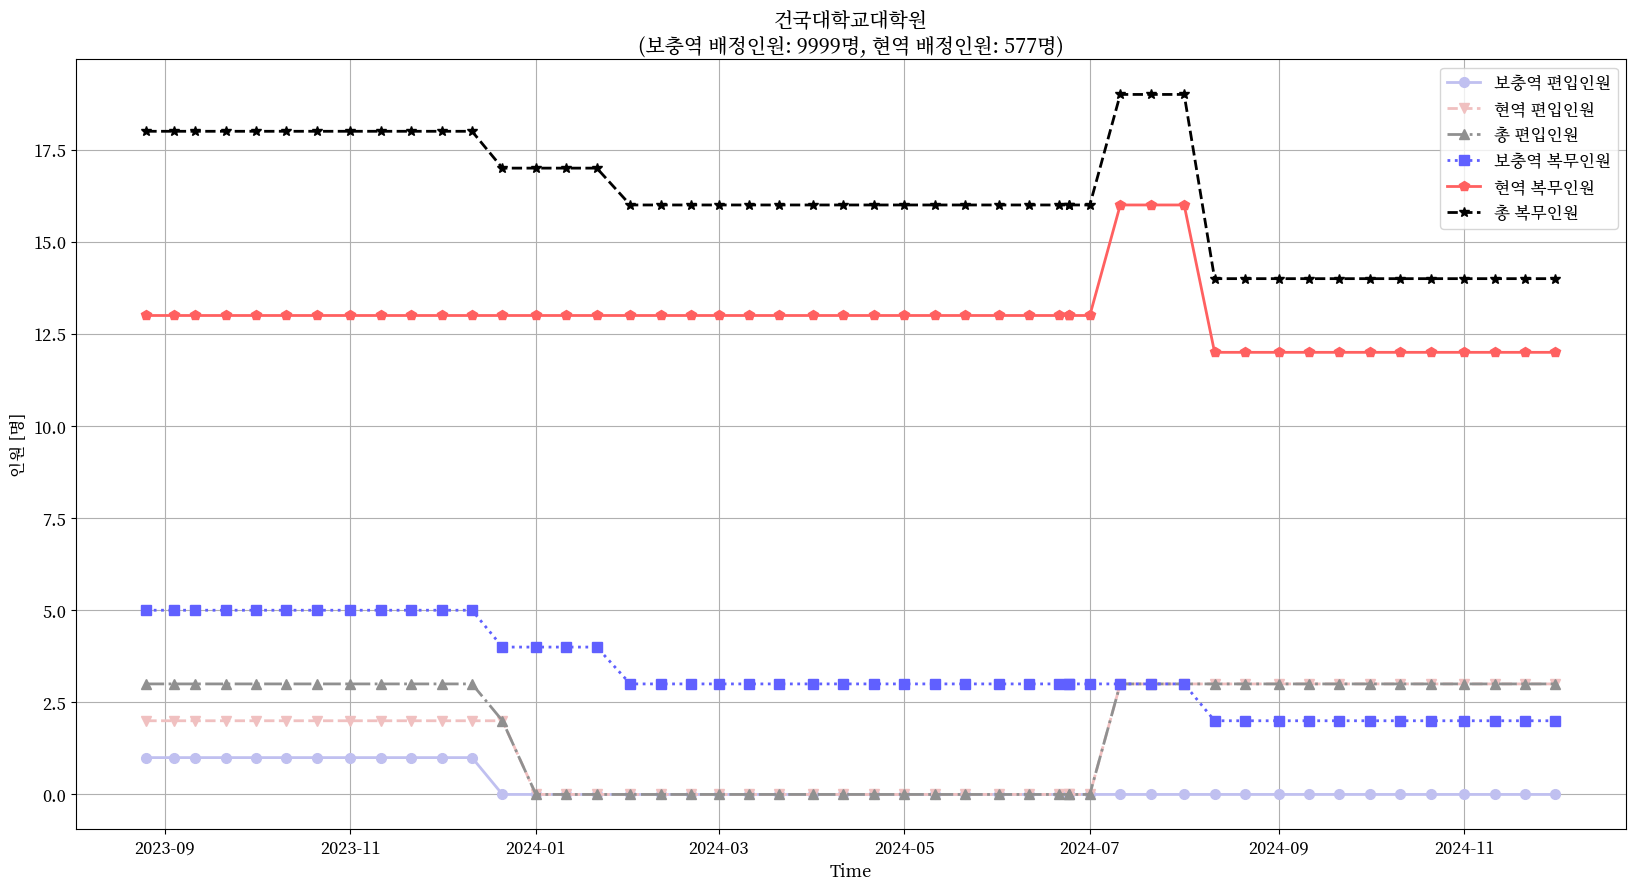 건국대학교대학원
(보충역 배정인원: 9999명, 현역 배정인원: 577명)
보충역 편입인원
현역 편입인원
총 편입인원
보충역 복무인원
현역 복무인원
총 복무인원
17.5
15.0
12.5
10.0
7.5
5.0
2.5
0.0
인원 [명]
2023-09
2023-11
2024-01
2024-03
2024-05
2024-07
2024-09
2024-11
Time